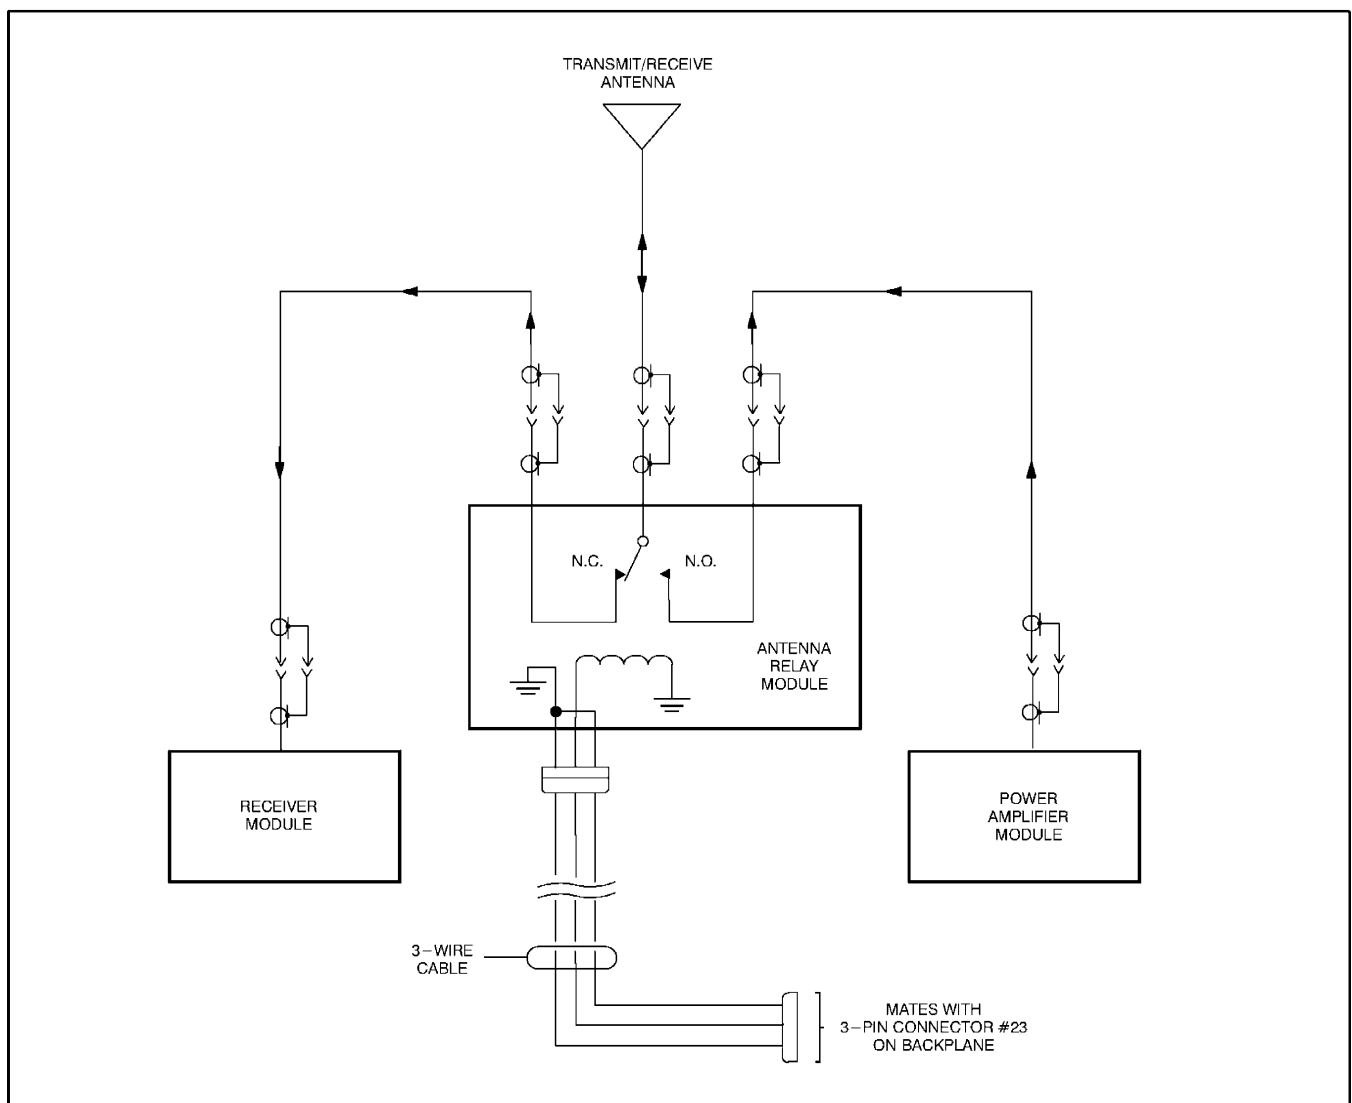 TRANSMIT/RECEIVE
ANTENNA
N.C.
N.O.
ANTENNA
RELAY
MODULE
RECEIVER
MODULE
POWER
AMPLIFIER
MODULE
3–WIRE
CABLE
MATES WITH
3–PIN CONNECTOR #23
ON BACKPLANE